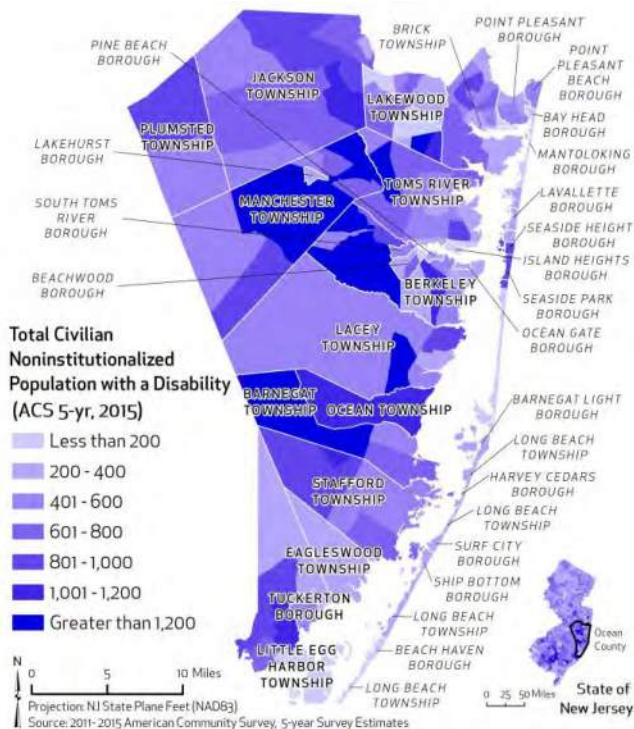 PINE BEACH
BOROUGH
BRICK
TOWNSHIP
POINT PLEASANT
BOROUGH
POINT
PLEASANT
BEACH
BOROUGH
JACKSON
TOWNSHIP
LAKEWOOD
TOWNSHIP
BAY HEAD
BOROUGH
PLUMSTED
TOWNSHIP
LAKEHURST
BOROUGH
MANTOLOKING
BOROUGH
TOMS RIVER
TOWNSHIP
MANCHESTER
TOWNSHIP
LAVALLETTE
BOROUGH
SOUTH TOMS
RIVER
BOROUGH
SEASIDE HEIGHT
BOROUGH
ISLAND HEIGHTS
BOROUGH
BEACHWOOD
BOROUGH
BERKELEY
TOWNSHIP
SEASIDE PARK
BOROUGH
OCEAN GATE
BOROUGH
LACEY
TOWNSHIP
Total Civilian
Noninstitutionalized
Population with a Disability
(ACS 5-yr, 2015)
Less than 200
200 - 400
401 - 600
601 - 800
801 - 1,000
1,001 - 1,200
Greater than 1,200
BARNEGAT
TOWNSHIP
OCEAN TOWNSHIP
BARNEGAT LIGHT
BOROUGH
LONG BEACH
TOWNSHIP
STAFFORD
TOWNSHIP
HARVEY CEDARS
BOROUGH
LONG BEACH
TOWNSHIP
SURF CITY
BOROUGH
EAGLESWOOD
TOWNSHIP
SHIP BOTTOM
BOROUGH
TUCKERTON
BOROUGH
LONG BEACH
TOWNSHIP
LITTLE EGG
HARBOR
TOWNSHIP
BEACH HAVEN
BOROUGH
LONG BEACH
TOWNSHIP
Ocean
County
0 25 50 Miles
State of
New Jersey
N
0 5 10 Miles
Projection: NJ State Plane Feet (NAD83)
Source: 2011-2015 American Community Survey, 5-year Survey Estimates